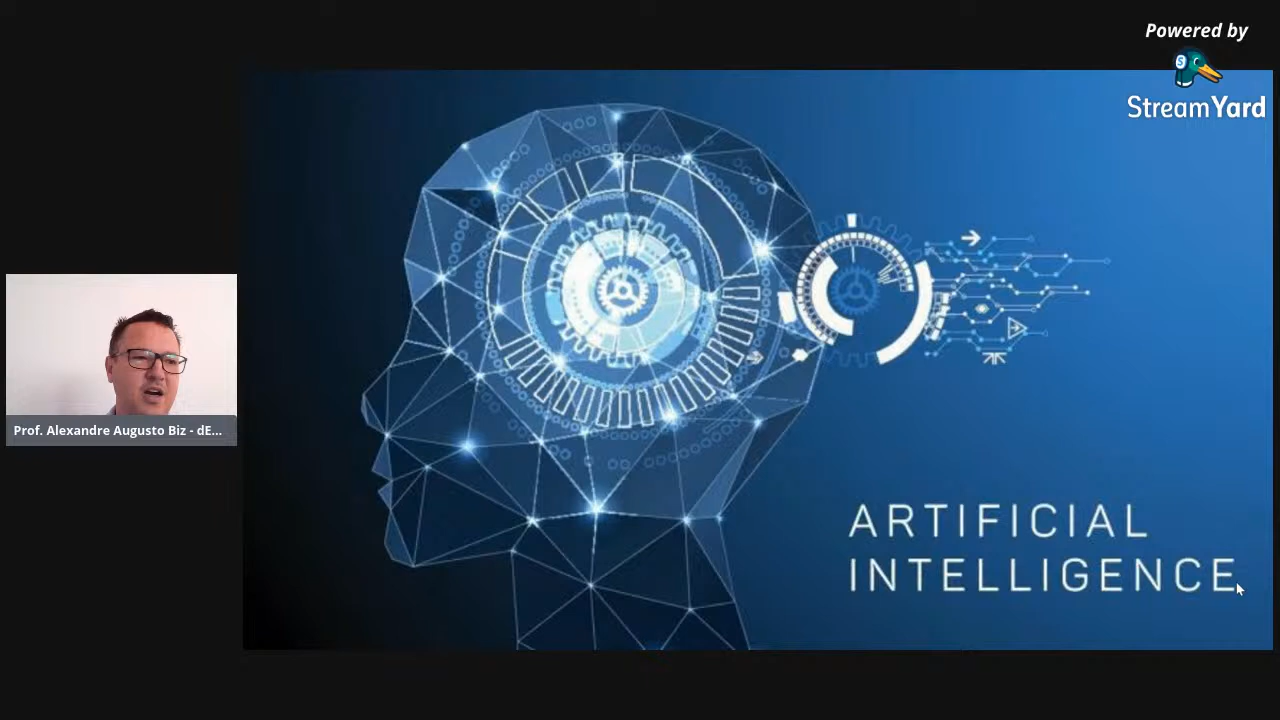 Powered by
StreamYard
Prof. Alexandre Augusto Biz - dE...
ARTIFICIAL
INTELLIGENCE